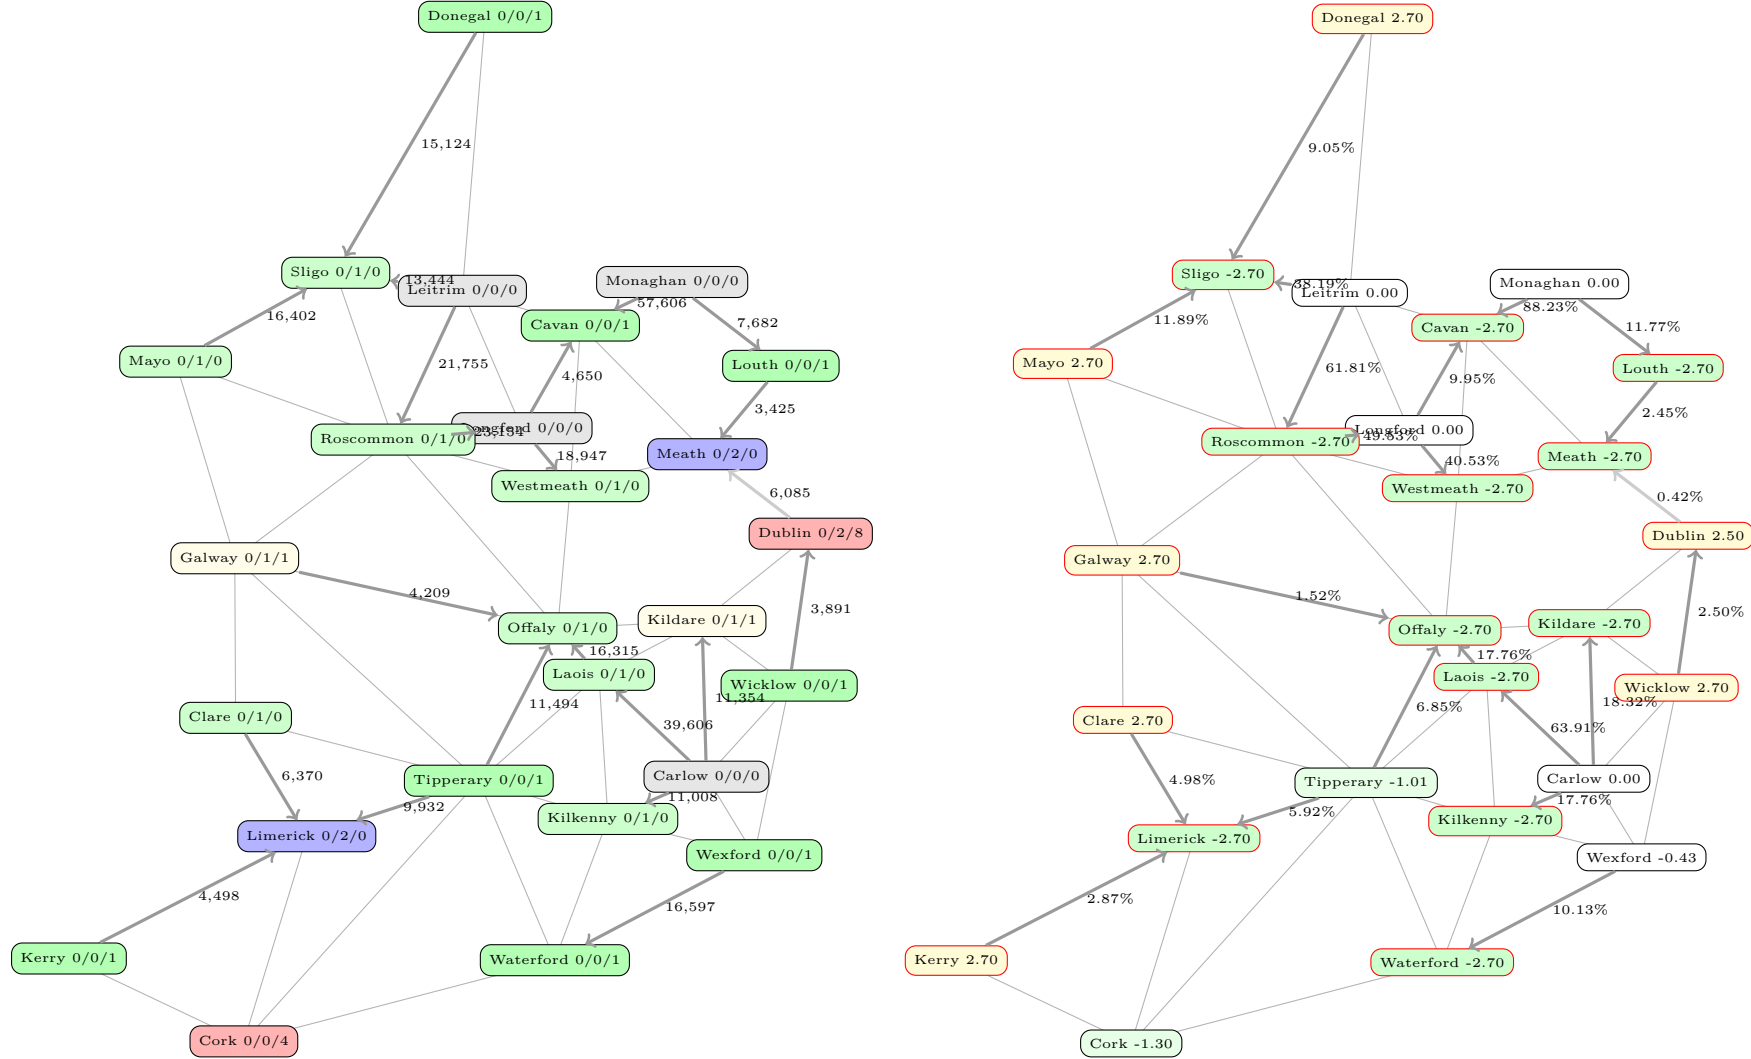 Donegal 0/0/1
15,124
Sligo 0/1/0
13,444
Leitrim 0/0/0
Monaghan 0/0/0
57,606
16,402
Cavan 0/0/1
7,682
Mayo 0/1/0
21,755
4,650
Louth 0/0/1
3,425
Roscommon 0/1/0
23,154
Longford 0/0/0
18,947
Meath 0/2/0
Westmeath 0/1/0
6,085
Dublin 0/2/8
Galway 0/1/1
4,209
3,891
Offaly 0/1/0
Kildare 0/1/1
16,315
Laois 0/1/0
Wicklow 0/0/1
11,354
11,494
Clare 0/1/0
39,606
6,370
Tipperary 0/0/1
Carlow 0/0/0
11,008
9,932
Kilkenny 0/1/0
Limerick 0/2/0
Wexford 0/0/1
4,498
16,597
Kerry 0/0/1
Waterford 0/0/1
Cork 0/0/4
Donegal 2.70
9.05%
Sligo -2.70
38.19%
Leitrim 0.00
Monaghan 0.00
88.23%
11.89%
Cavan -2.70
11.77%
Mayo 2.70
61.81%
9.95%
Louth -2.70
2.45%
Roscommon -2.70
49.53%
Longford 0.00
40.53%
Meath -2.70
Westmeath -2.70
0.42%
Dublin 2.50
Galway 2.70
1.52%
2.50%
Offaly -2.70
Kildare -2.70
17.76%
Laois -2.70
Wicklow 2.70
18.32%
6.85%
Clare 2.70
63.91%
4.98%
Tipperary -1.01
Carlow 0.00
17.76%
5.92%
Kilkenny -2.70
Limerick -2.70
Wexford -0.43
2.87%
10.13%
Kerry 2.70
Waterford -2.70
Cork -1.30